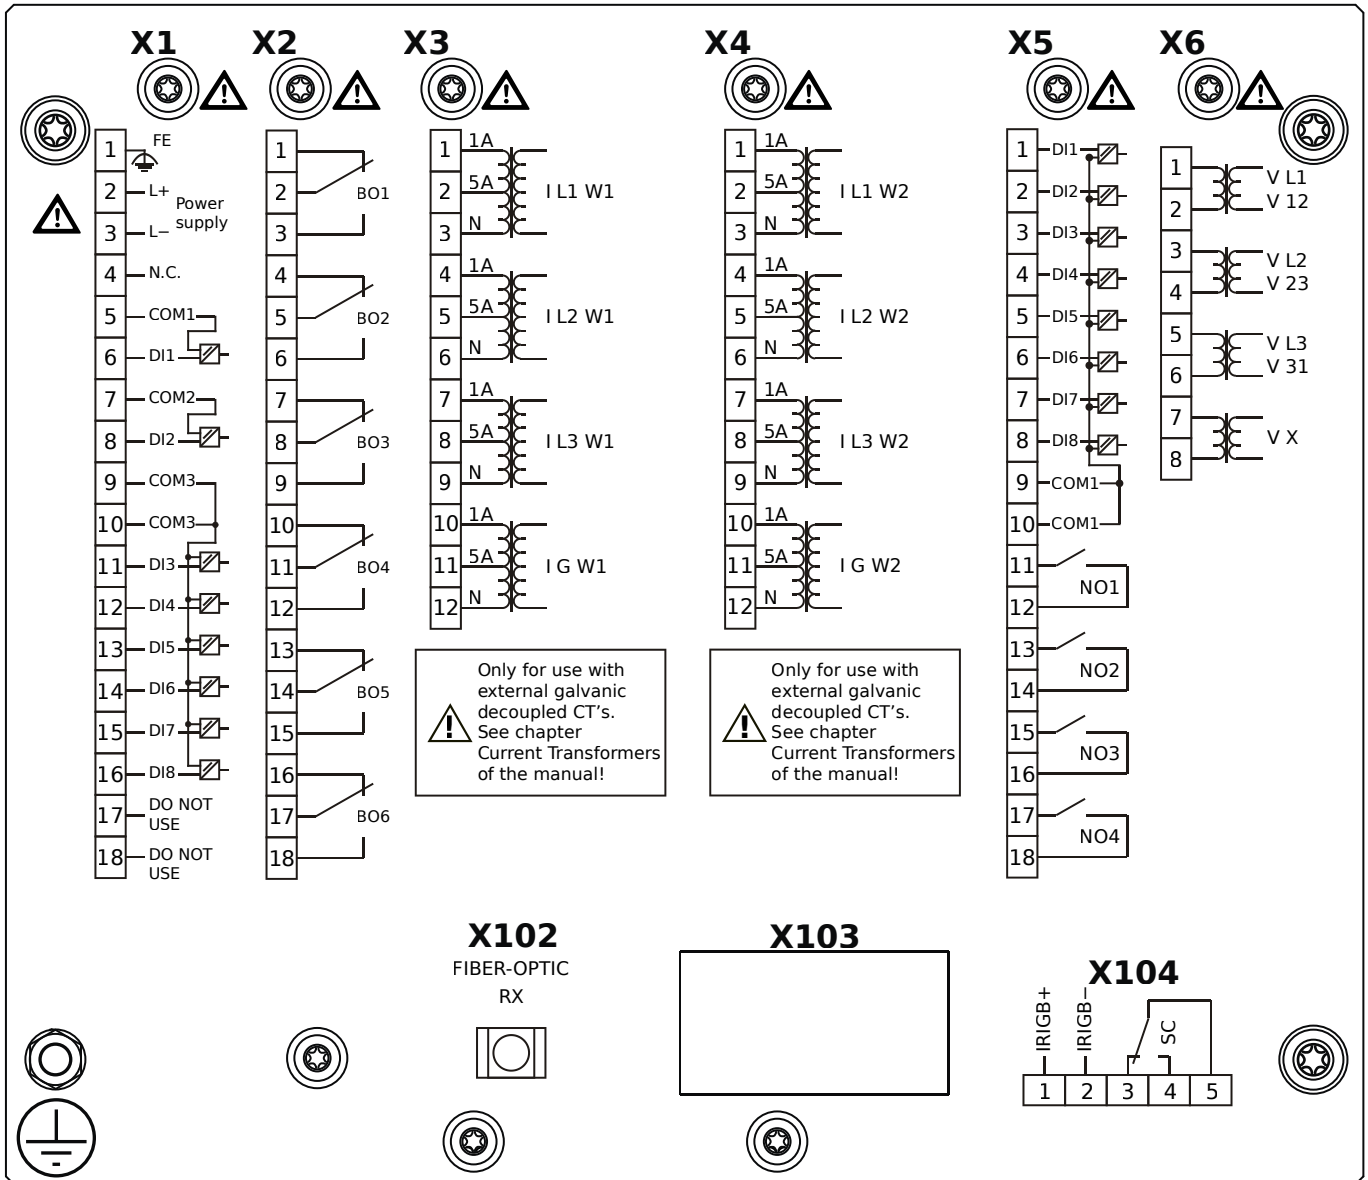 X1 X2 X3 X4 X5 X6
1 FE
2 L+
Power
supply
3 L−
4 N.C.
5 COM1
6 DI1
7 COM2
8 DI2
9 COM3
10 COM3
11 DI3
12 DI4
13 DI5
14 DI6
15 DI7
16 DI8
17 DO NOT
USE
18 DO NOT
USE
1
2 BO1
3
4
5 BO2
6
7
8 BO3
9
10
11 BO4
12
13
14 BO5
15
16
17 BO6
18
1 1A
2 5A I L1 W1
3 N
4 1A
5 5A I L2 W1
6 N
7 1A
8 5A I L3 W1
9 N
10 1A
11 5A I G W1
12 N
Only for use with
external galvanic
decoupled CT's.
See chapter
Current Transformers
of the manual!
1 1A
2 5A I L1 W2
3 N
4 1A
5 5A I L2 W2
6 N
7 1A
8 5A I L3 W2
9 N
10 1A
11 5A I G W2
12 N
Only for use with
external galvanic
decoupled CT's.
See chapter
Current Transformers
of the manual!
1 DI1
2 DI2
3 DI3
4 DI4
5 DI5
6 DI6
7 DI7
8 DI8
9 COM1
10 COM1
11
NO1
12
13
NO2
14
15
NO3
16
17
NO4
18
1
V L1
V 12
2
3
V L2
V 23
4
5
V L3
V 31
6
7
V X
8
X102
FIBER-OPTIC
RX
X103
X104
IRIGB+
IRIGB−
SC
1 2 3 4 5